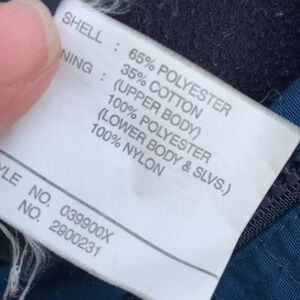 SHELL : 65% POLYESTER
35% COTTON
NING : (UPPER BODY)
100% POLYESTER
(LOWER BODY & SLVS.)
100% NYLON
YLE NO. 039900X
NO. 2900231